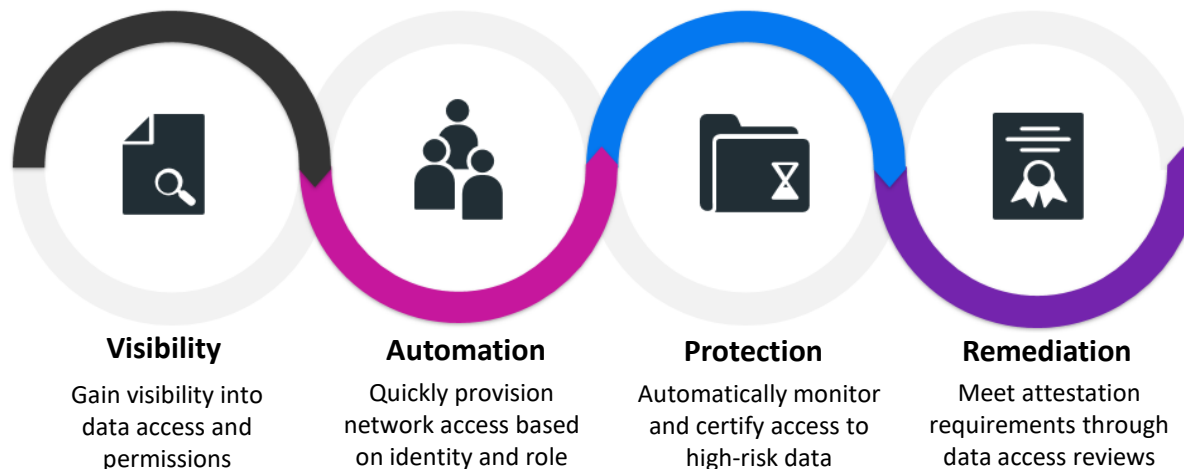 Visibility
Gain visibility into
data access and
permissions
Automation
Quickly provision
network access based
on identity and role
Protection
Automatically monitor
and certify access to
high-risk data
Remediation
Meet attestation
requirements through
data access reviews